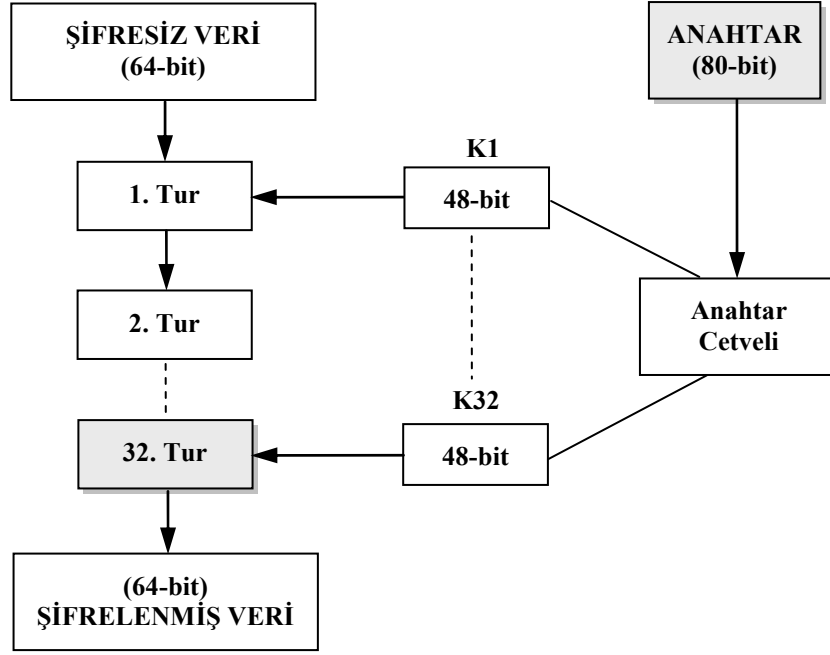 ŞİFRESİZ VERİ
(64-bit)
ANAHTAR
(80-bit)
K1
1. Tur
48-bit
2. Tur
Anahtar
Cetveli
K32
32. Tur
48-bit
(64-bit)
ŞİFRELENMİŞ VERİ